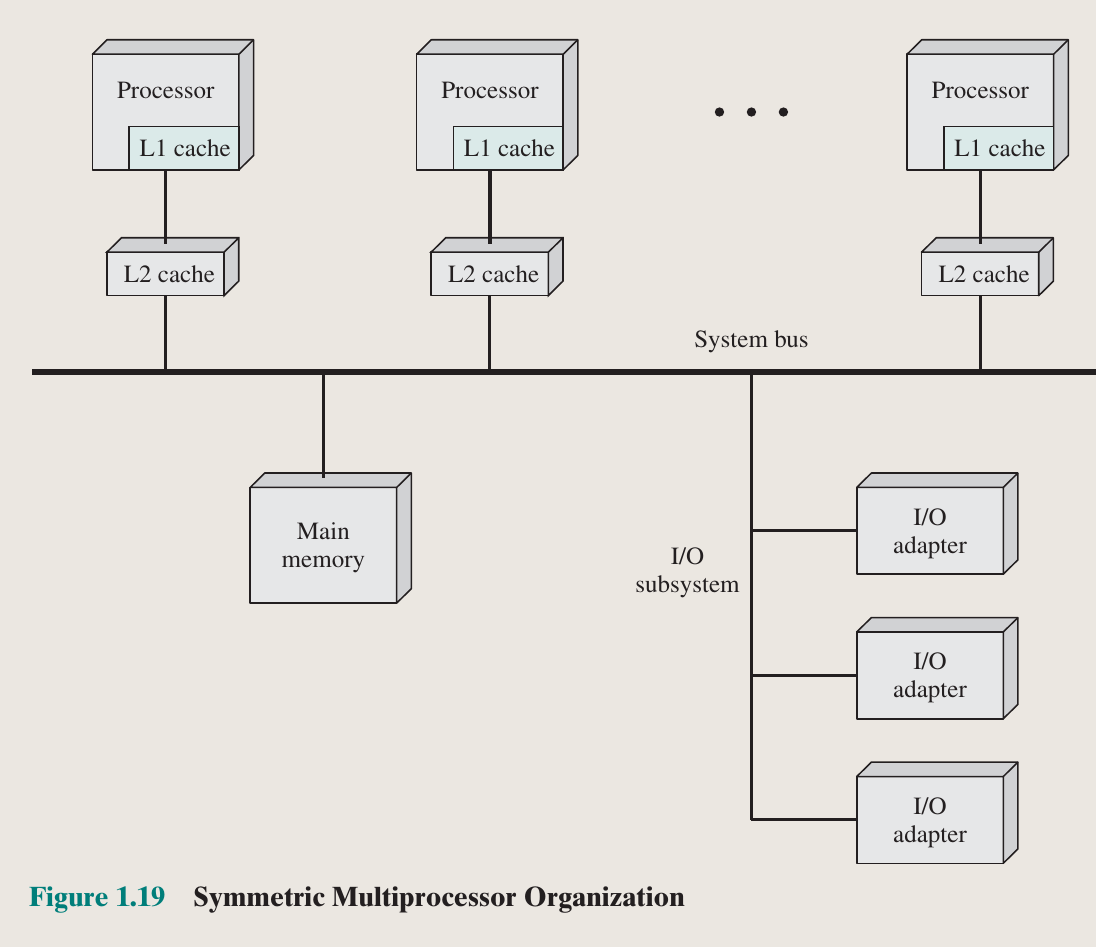 Processor
L1 cache
Processor
L1 cache
• • •
Processor
L1 cache
L2 cache
L2 cache
L2 cache
System bus
Main
memory
I/O
subsystem
I/O
adapter
I/O
adapter
I/O
adapter
Figure 1.19 Symmetric Multiprocessor Organization